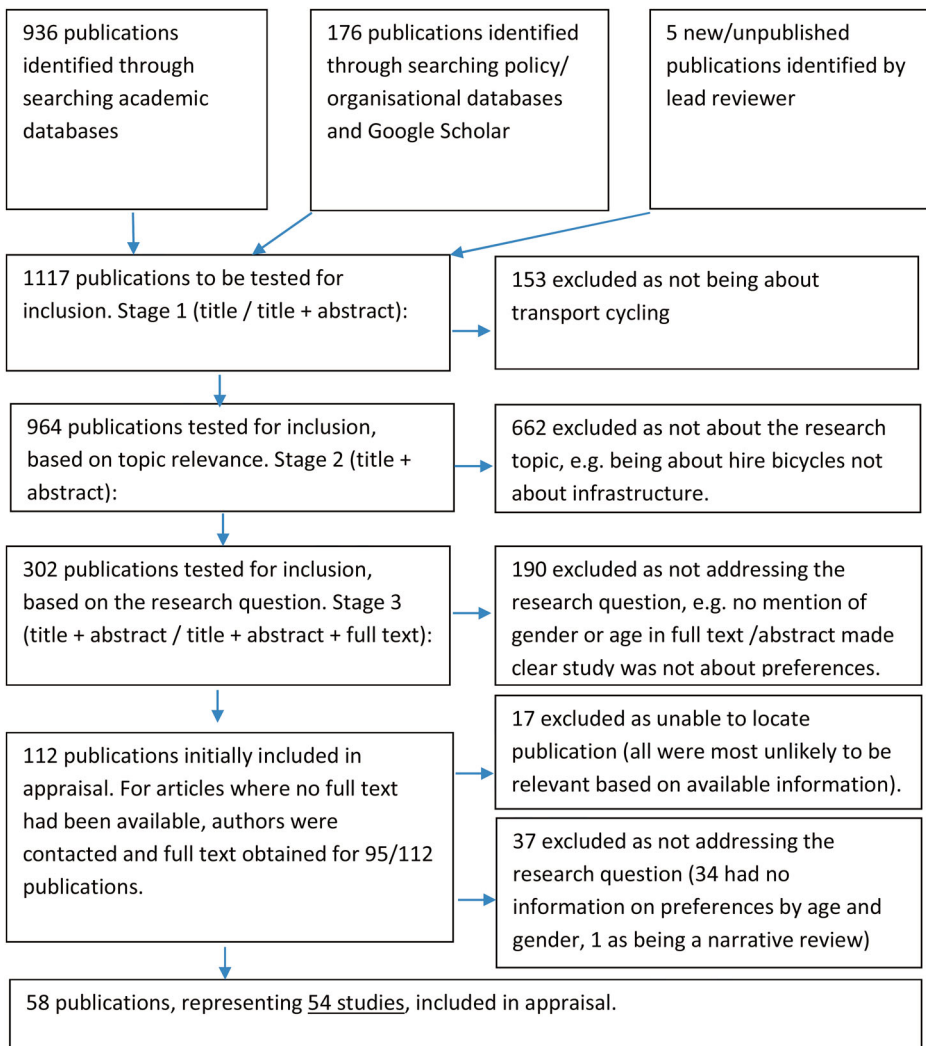 936 publications
identified through
searching academic
databases
176 publications identified
through searching policy/
organisational databases
and Google Scholar
5 new/unpublished
publications identified by
lead reviewer
1117 publications to be tested for
inclusion. Stage 1 (title / title + abstract):
153 excluded as not being about
transport cycling
964 publications tested for inclusion,
based on topic relevance. Stage 2 (title +
abstract):
662 excluded as not about the research
topic, e.g. being about hire bicycles not
about infrastructure.
302 publications tested for inclusion,
based on the research question. Stage 3
(title + abstract / title + abstract + full text):
190 excluded as not addressing the
research question, e.g. no mention of
gender or age in full text /abstract made
clear study was not about preferences.
112 publications initially included in
appraisal. For articles where no full text
had been available, authors were
contacted and full text obtained for 95/112
publications.
17 excluded as unable to locate
publication (all were most unlikely to be
relevant based on available information).
37 excluded as not addressing the
research question (34 had no
information on preferences by age and
gender, 1 as being a narrative review)
58 publications, representing 54 studies, included in appraisal.